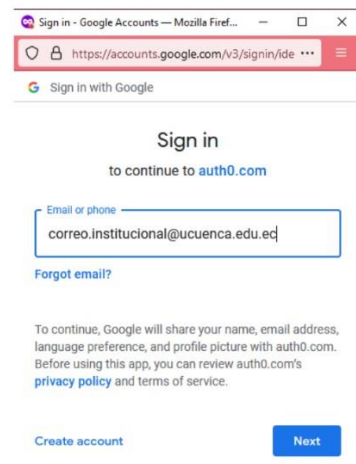 Sign in - Google Accounts — Mozilla Firef...
https://accounts.google.com/v3/signin/ide ...
Sign in with Google
Sign in
to continue to auth0.com
Email or phone
correo.institucional@ucuenca.edu.ec
Forgot email?
To continue, Google will share your name, email address,
language preference, and profile picture with auth0.com.
Before using this app, you can review auth0.com's
privacy policy and terms of service.
Create account
Next